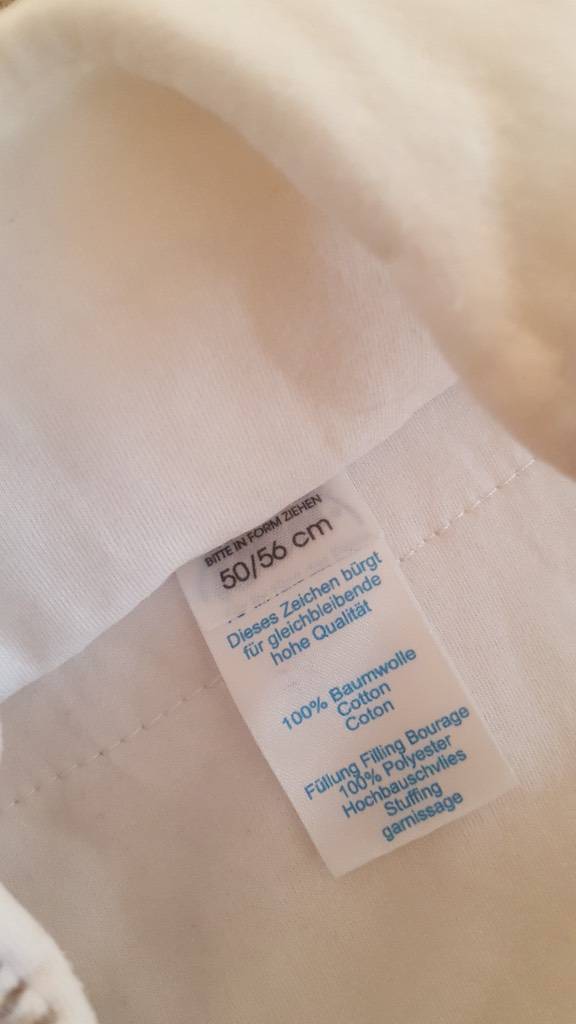 BITTE IN FORM ZIEHEN
50/56 cm
Dieses Zeichen bürgt
für gleichbleibende
hohe Qualität
100% Baumwolle
Cotton
Coton
Füllung Filling Bourage
100% Polyester
Hochbauschvlies
Stuffing
garnissage